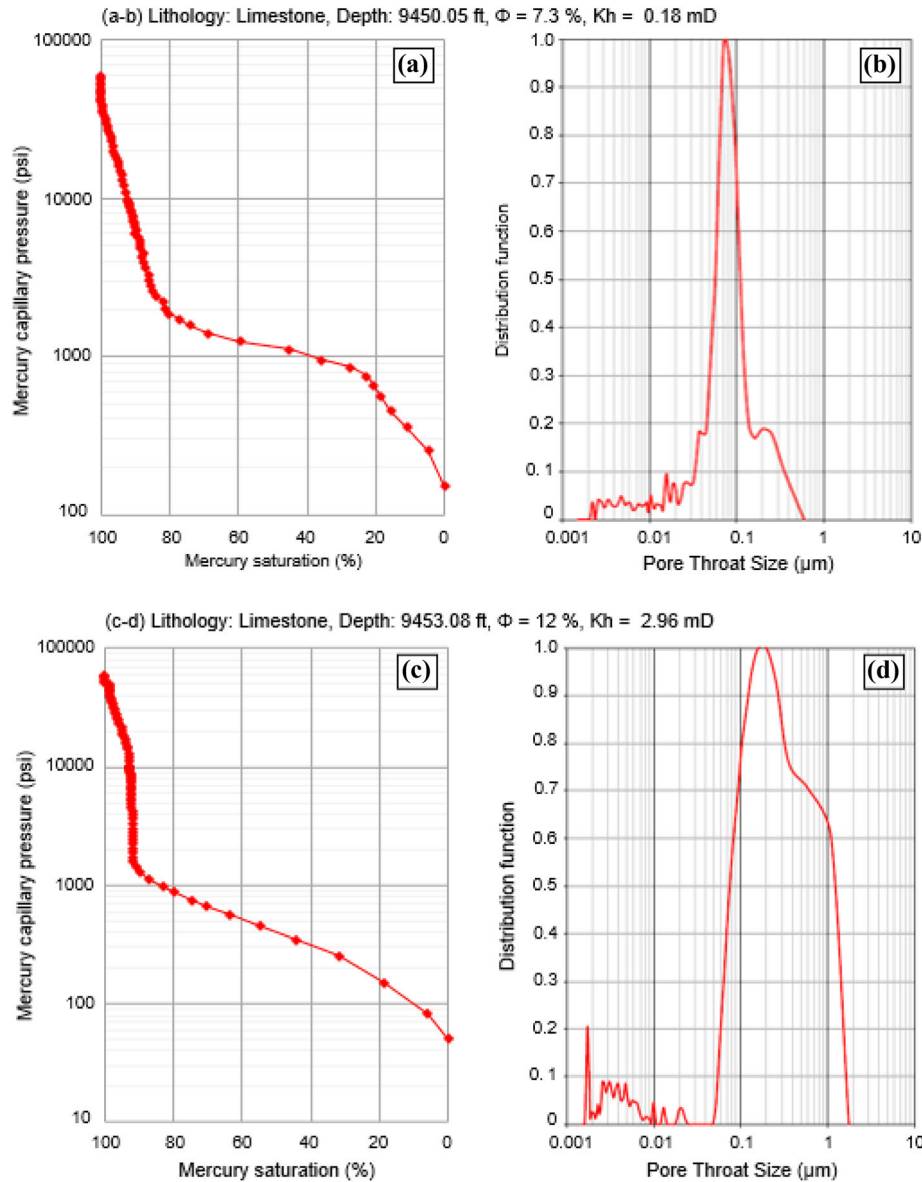 (a-b) Lithology: Limestone, Depth: 9450.05 ft, Φ = 7.3 %, Kh = 0.18 mD
(a)
100000
10000
1000
100
Mercury capillary pressure (psi)
100 80 60 40 20 0
Mercury saturation (%)
(b)
1.0
0.9
0.8
0.7
0.6
0.5
0.4
0.3
0.2
0.1
0
Distribution function
0.001 0.01 0.1 1 10
Pore Throat Size (µm)
(c-d) Lithology: Limestone, Depth: 9453.08 ft, Φ = 12 %, Kh = 2.96 mD
(c)
100000
10000
1000
100
10
Mercury capillary pressure (psi)
100 80 60 40 20 0
Mercury saturation (%)
(d)
1.0
0.9
0.8
0.7
0.6
0.5
0.4
0.3
0.2
0.1
0
Distribution function
0.001 0.01 0.1 1 10
Pore Throat Size (µm)